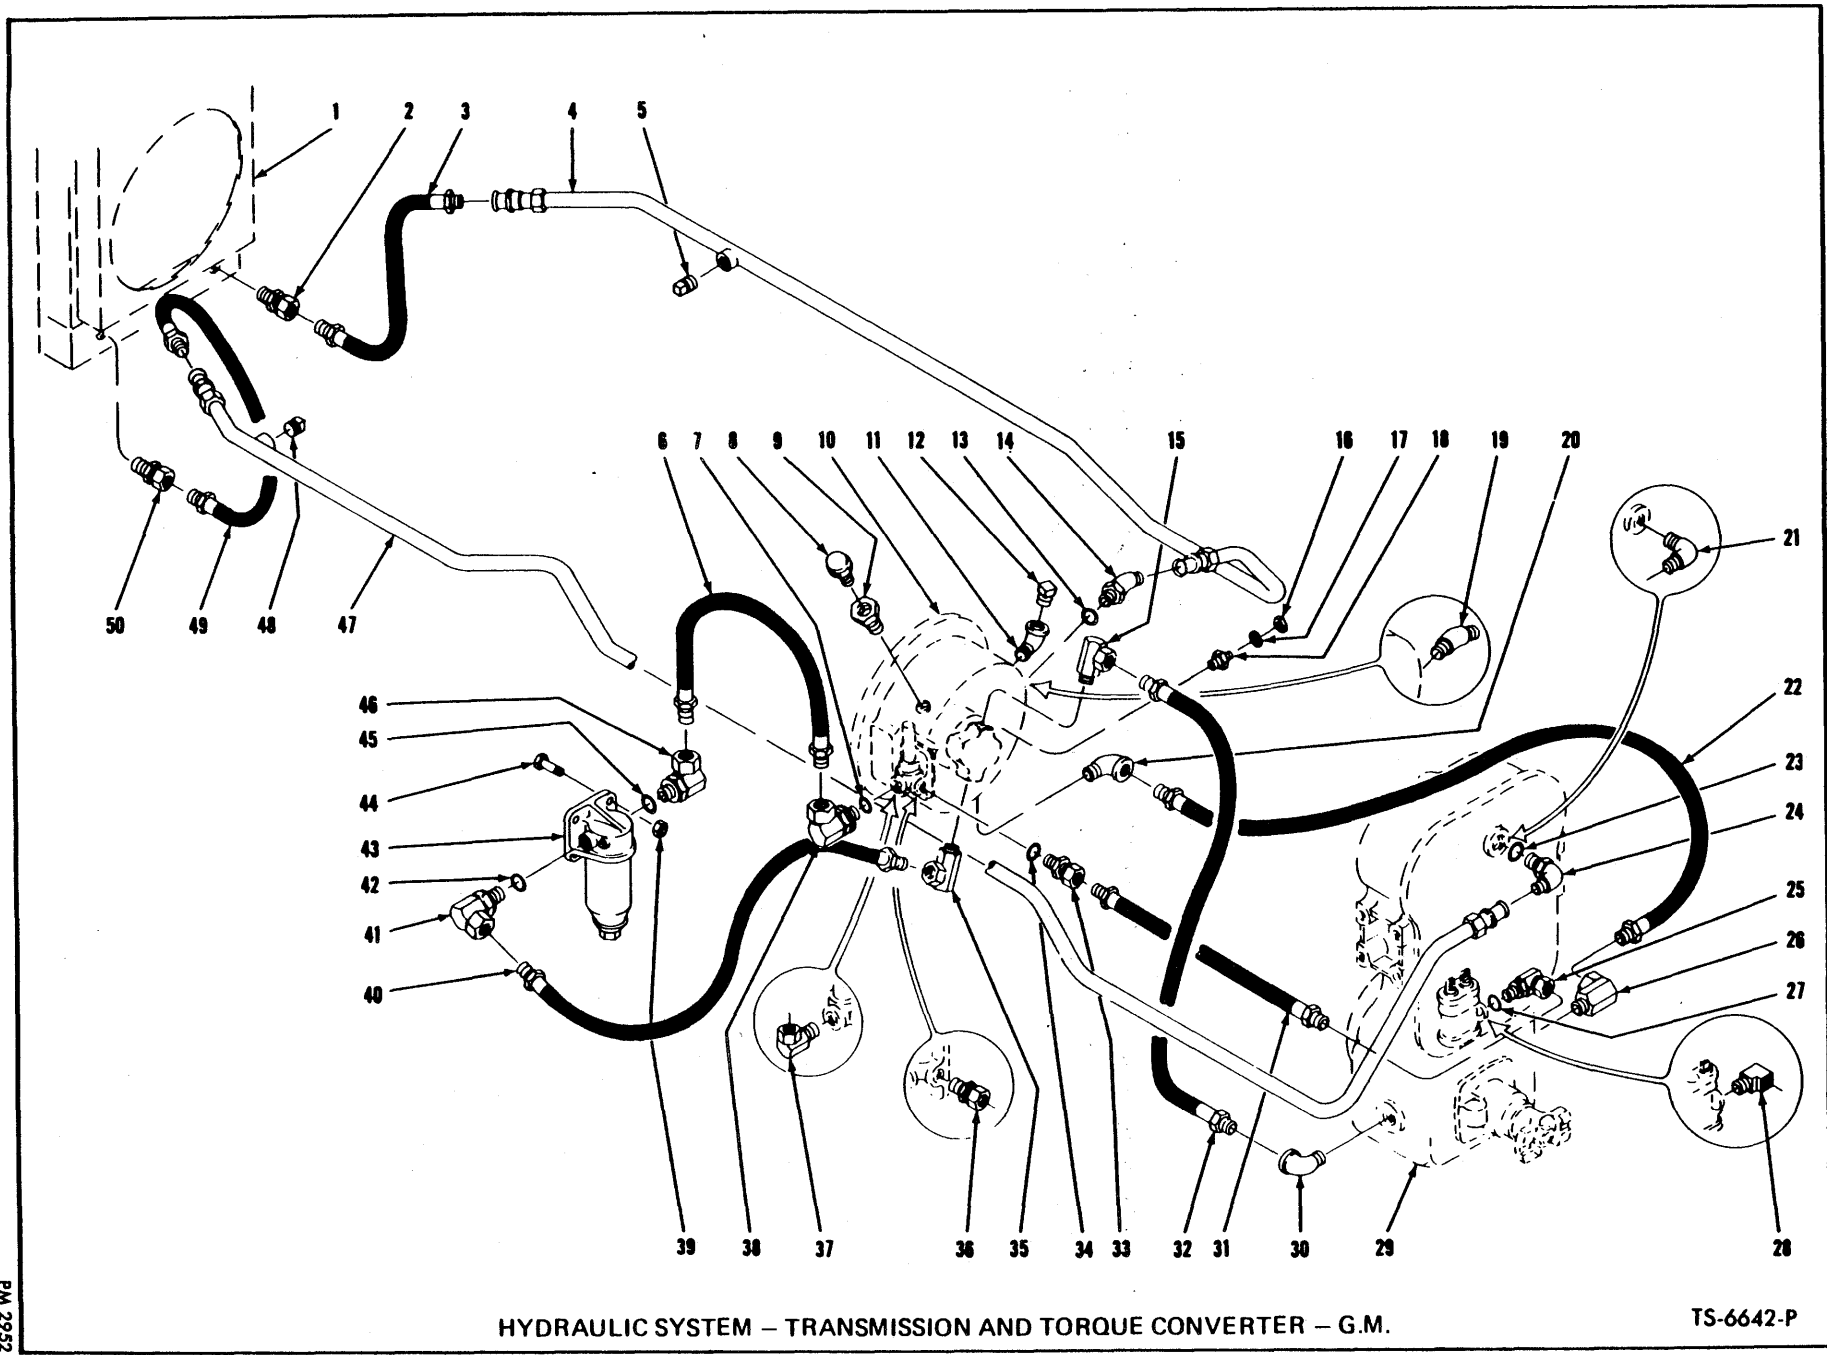 1 2 3 4 5
6 7 8 9 10 11 12 13 14 15 16 17 18 19 20
21
50 49 48 47
22
46
45
23
44
24
43
42
25
41
26
40
27
39 38 37 36 35 34 33 32 31 30 29 28
HYDRAULIC SYSTEM – TRANSMISSION AND TORQUE CONVERTER – G.M.
TS-6642-P
PM 2952